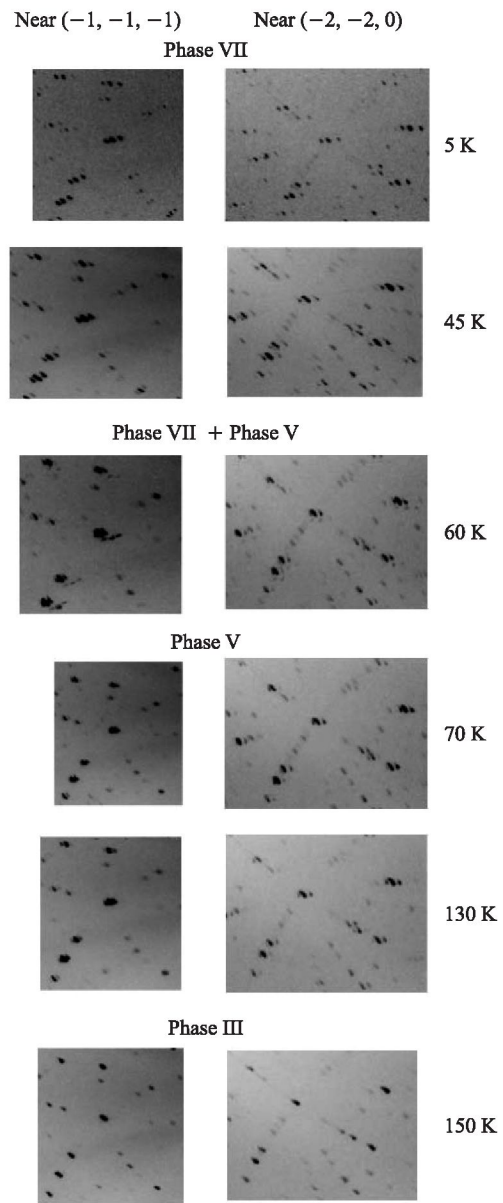 Near (−1, −1, −1) Near (−2, −2, 0)
Phase VII
5 K
45 K
Phase VII + Phase V
60 K
Phase V
70 K
130 K
Phase III
150 K